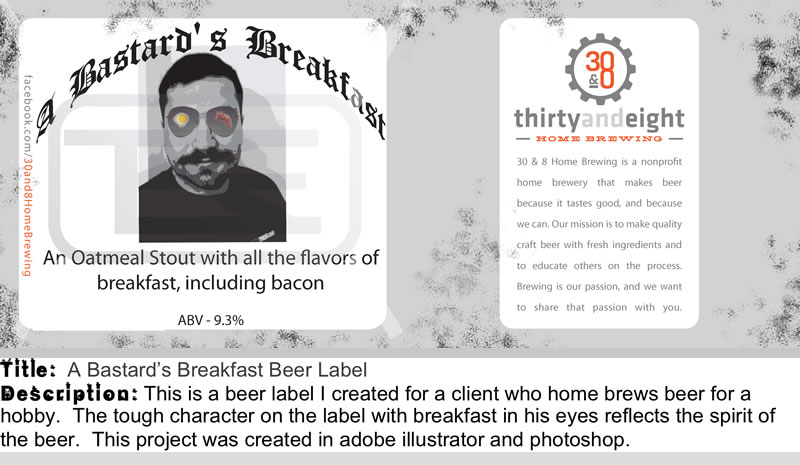 A Bastard's Breakfast
facebook.com/30and8HomeBrewing
An Oatmeal Stout with all the flavors of
breakfast, including bacon
ABV - 9.3%
30
&
8
thirtyandeight
HOME BREWING
30 & 8 Home Brewing is a nonprofit
home brewery that makes beer
because it tastes good, and because
we can. Our mission is to make quality
craft beer with fresh ingredients and
to educate others on the process.
Brewing is our passion, and we want
to share that passion with you.
Title: A Bastard's Breakfast Beer Label
Description: This is a beer label I created for a client who home brews beer for a
hobby. The tough character on the label with breakfast in his eyes reflects the spirit of
the beer. This project was created in adobe illustrator and photoshop.